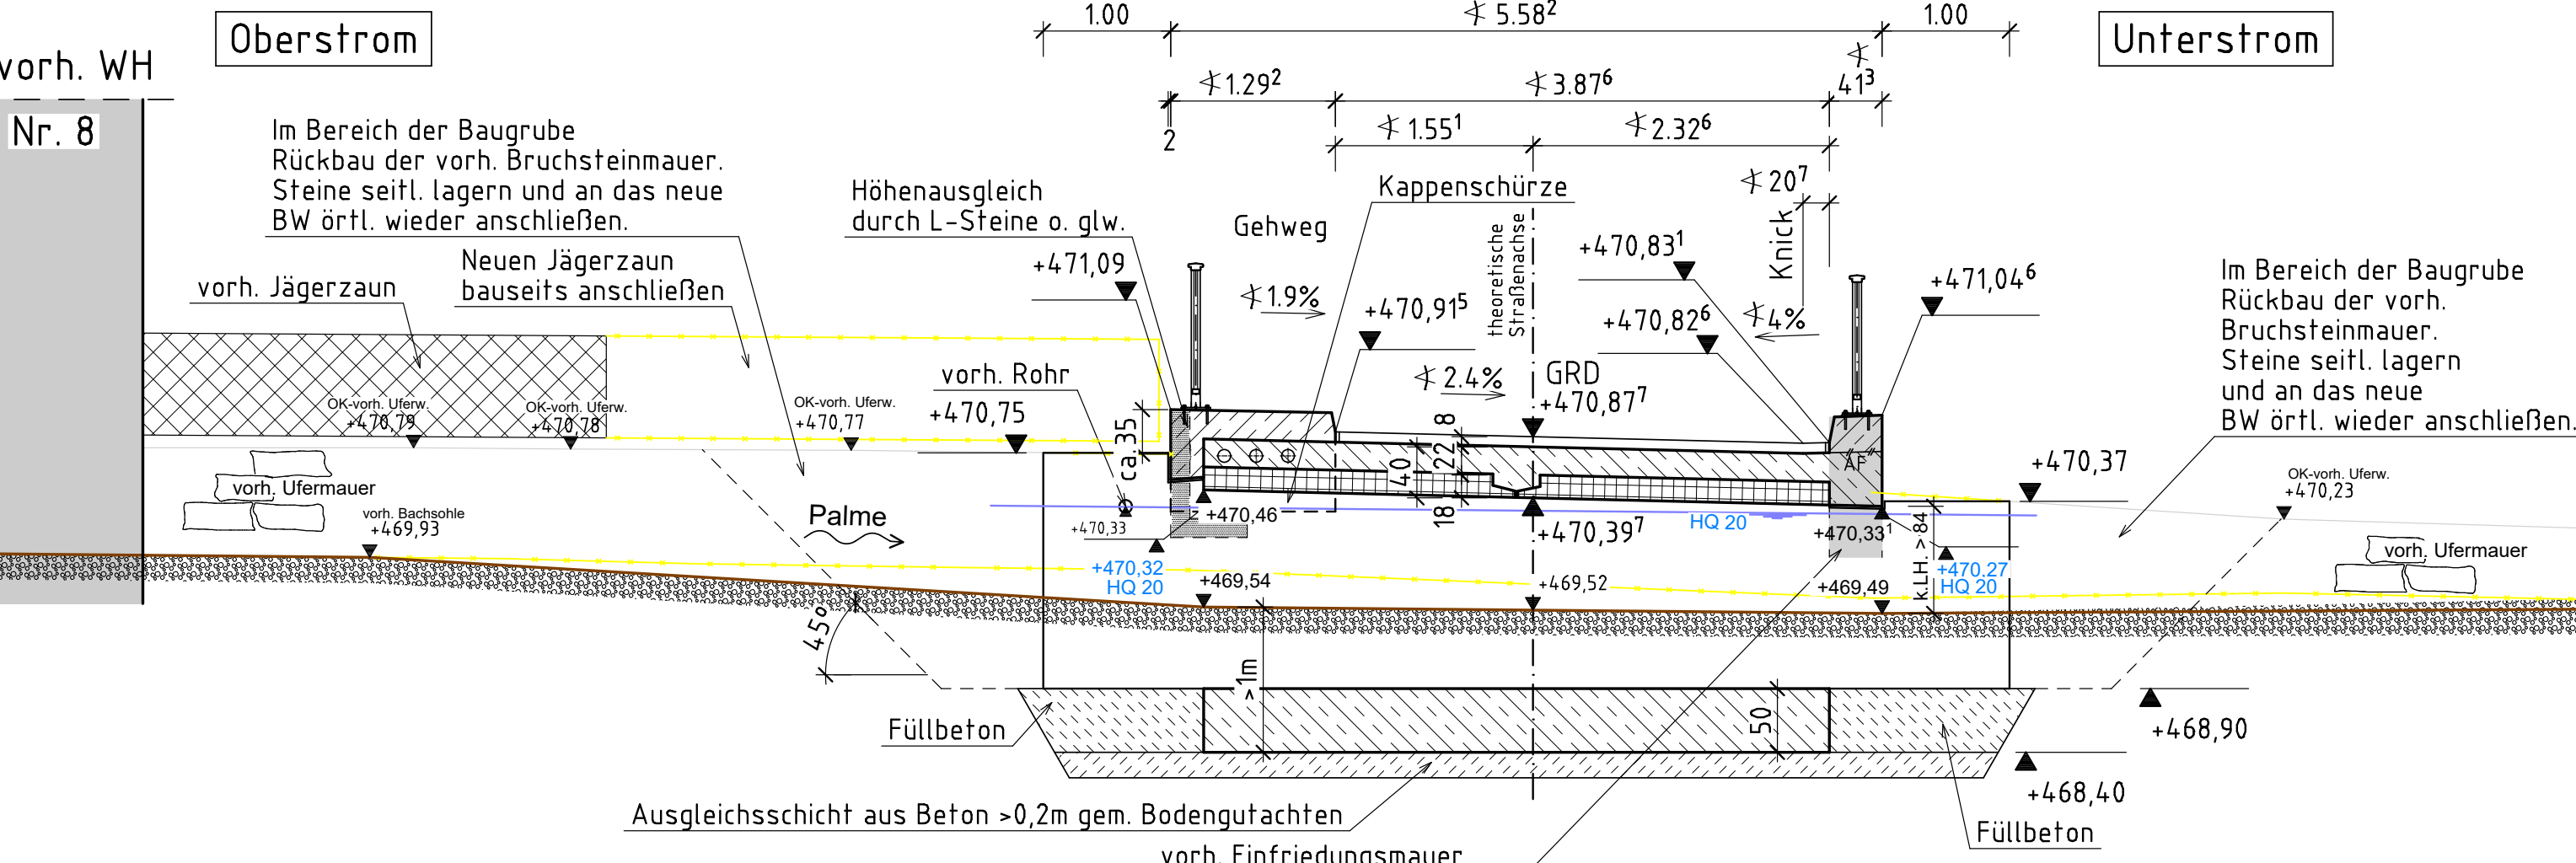 1.00
∢ 5.58²
1.00
Oberstrom
Unterstrom
vorh. WH
Nr. 8
∢ 1.29²
∢ 3.87⁶
∢
41³
2
∢ 1.55¹
∢ 2.32⁶
∢ 20⁷
Im Bereich der Baugrube
Rückbau der vorh. Bruchsteinmauer.
Steine seitl. lagern und an das neue
BW örtl. wieder anschließen.
Höhenausgleich
durch L-Steine o. glw.
Kappenschürze
Gehweg
theoretische
Straßenachse
Knick
+470,83¹
+471,09
+471,04⁶
vorh. Jägerzaun
Neuen Jägerzaun
bauseits anschließen
∢ 1.9%
+470,91⁵
+470,82⁶
∢ 4%
Im Bereich der Baugrube
Rückbau der vorh.
Bruchsteinmauer.
Steine seitl. lagern
und an das neue
BW örtl. wieder anschließen.
vorh. Rohr
∢ 2.4%
GRD
+470,87⁷
OK-vorh. Uferw.
+470,79
OK-vorh. Uferw.
+470,78
OK-vorh. Uferw.
+470,77
+470,75
ca.35
8
22
40
18
AF
+470,37
OK-vorh. Uferw.
+470,23
vorh. Ufermauer
vorh. Bachsohle
+469,93
Palme
+470,33
+470,46
+470,39⁷
HQ 20
+470,33¹
k.LH. > 84
vorh. Ufermauer
+470,32
HQ 20
+469,54
+469,52
+469,49
+470,27
HQ 20
45°
>1m
50
Füllbeton
+468,90
+468,40
Ausgleichsschicht aus Beton >0,2m gem. Bodengutachten
Füllbeton
vorh. Einfriedungsmauer